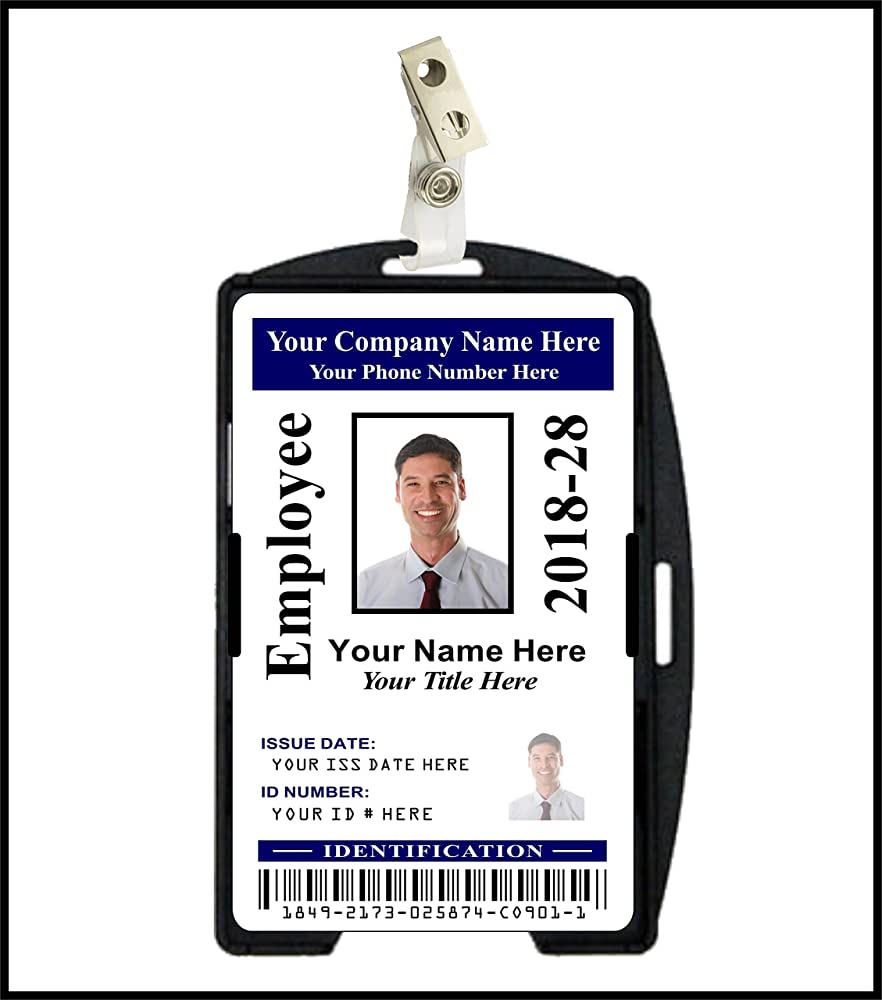 Your Company Name Here
Your Phone Number Here
Employee
2018-28
Your Name Here
Your Title Here
ISSUE DATE:
YOUR ISS DATE HERE
ID NUMBER:
YOUR ID # HERE
IDENTIFICATION
1849-2173-025874-C0901-1